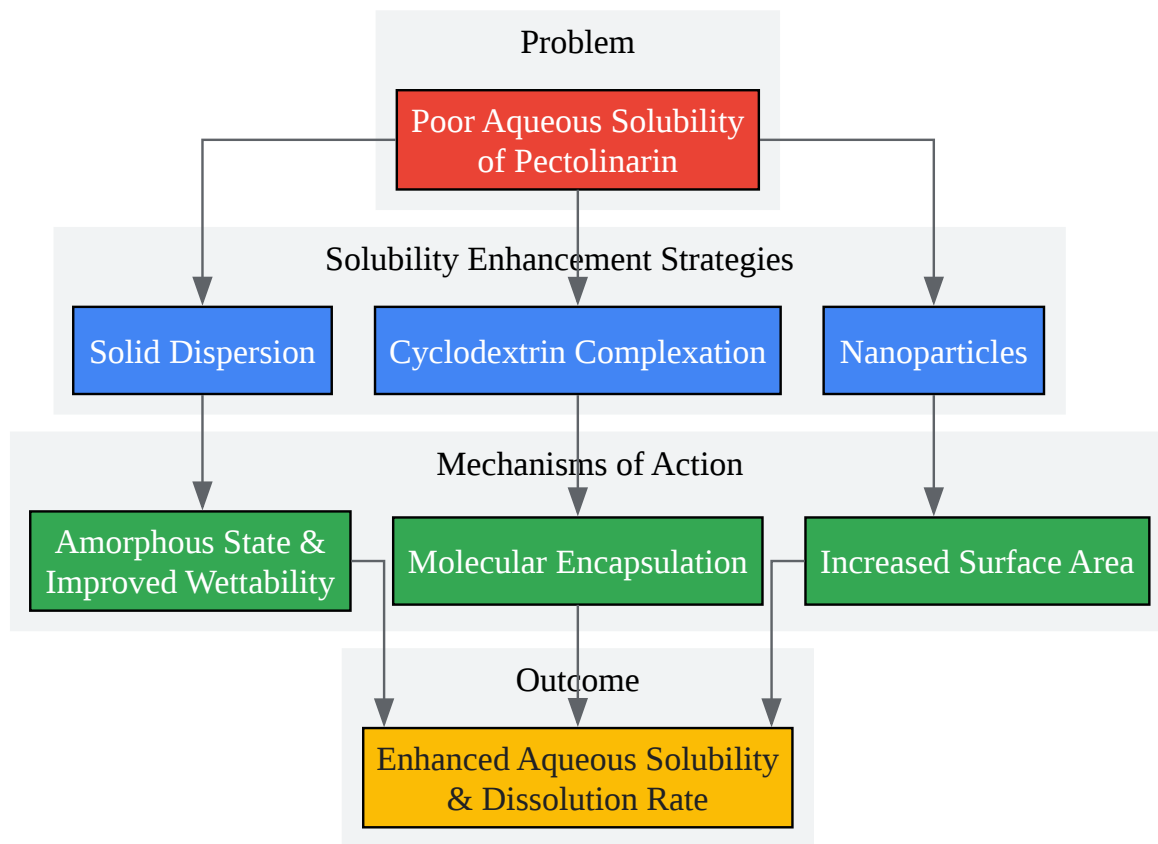 Problem
Poor Aqueous Solubility
of Pectolinarin
Solubility Enhancement Strategies
Solid Dispersion
Cyclodextrin Complexation
Nanoparticles
Mechanisms of Action
Amorphous State &
Improved Wettability
Molecular Encapsulation
Increased Surface Area
Outcome
Enhanced Aqueous Solubility
& Dissolution Rate